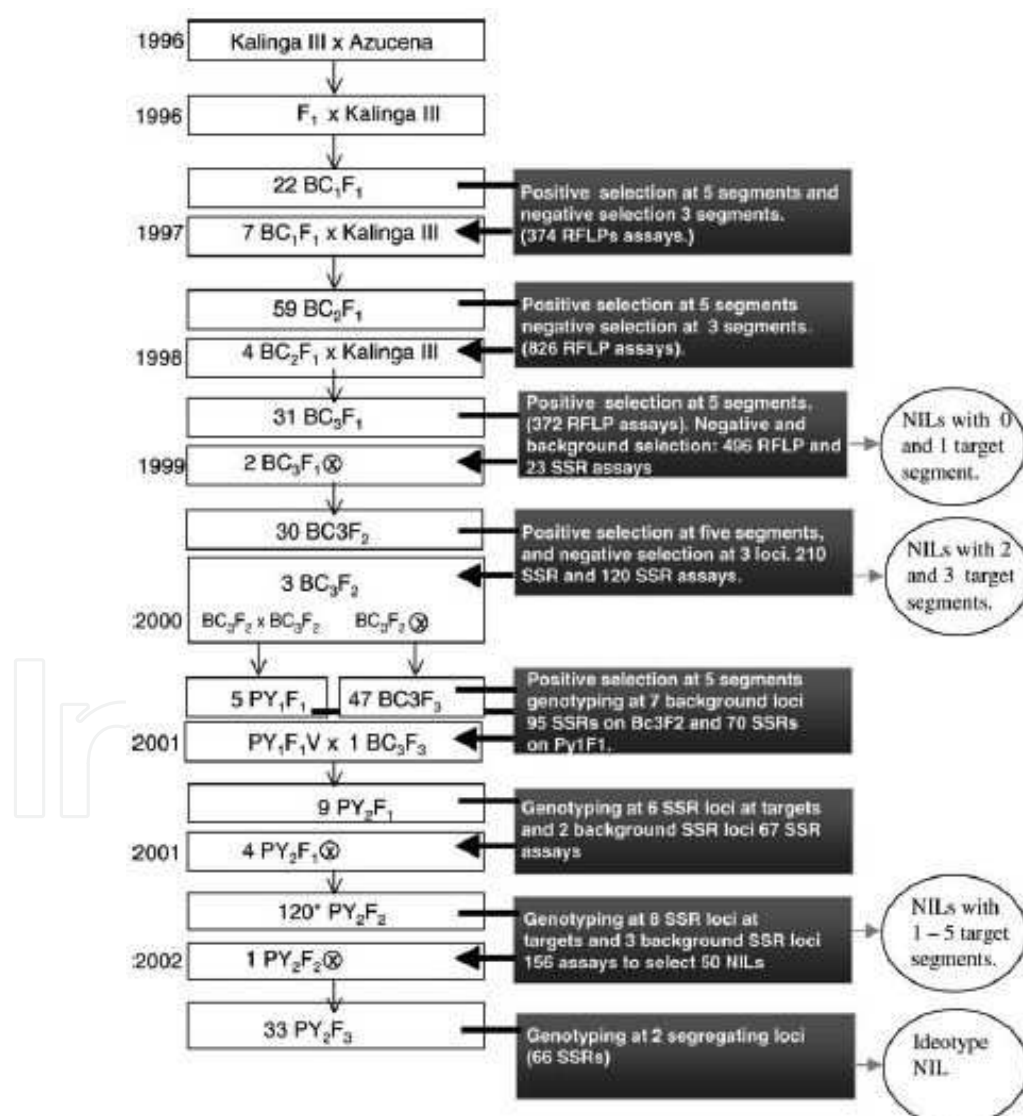 1996
Kalinga III x Azucena
1996
F₁ x Kalinga III
22 BC₁F₁
Positive selection at 5 segments and
negative selection 3 segments.
(374 RFLPs assays.)
1997
7 BC₁F₁ x Kalinga III
59 BC₂F₁
Positive selection at 5 segments
negative selection at 3 segments.
(826 RFLP assays).
1998
4 BC₂F₁ x Kalinga III
31 BC₃F₁
Positive selection at 5 segments.
(372 RFLP assays). Negative and
background selection: 496 RFLP and
23 SSR assays
NILs with 0
and 1 target
segment.
1999
2 BC₃F₁ⓧ
30 BC3F₂
Positive selection at five segments,
and negative selection at 3 loci. 210
SSR and 120 SSR assays.
NILs with 2
and 3 target
segments.
3 BC₃F₂
2000
BC₃F₂ x BC₃F₂
BC₃F₂ ⓧ
5 PY₁F₁
47 BC3F₃
Positive selection at 5 segments
genotyping at 7 background loci
95 SSRs on Bc3F2 and 70 SSRs
on Py1F1.
2001
PY₁F₁V x 1 BC₃F₃
9 PY₂F₁
Genotyping at 6 SSR loci at targets
and 2 background SSR loci 67 SSR
assays
2001
4 PY₂F₁ⓧ
120* PY₂F₂
Genotyping at 8 SSR loci at
targets and 3 background SSR loci
156 assays to select 50 NILs
NILs with
1 – 5 target
segments.
2002
1 PY₂F₂ⓧ
33 PY₂F₃
Genotyping at 2 segregating loci
(66 SSRs)
Ideotype
NIL